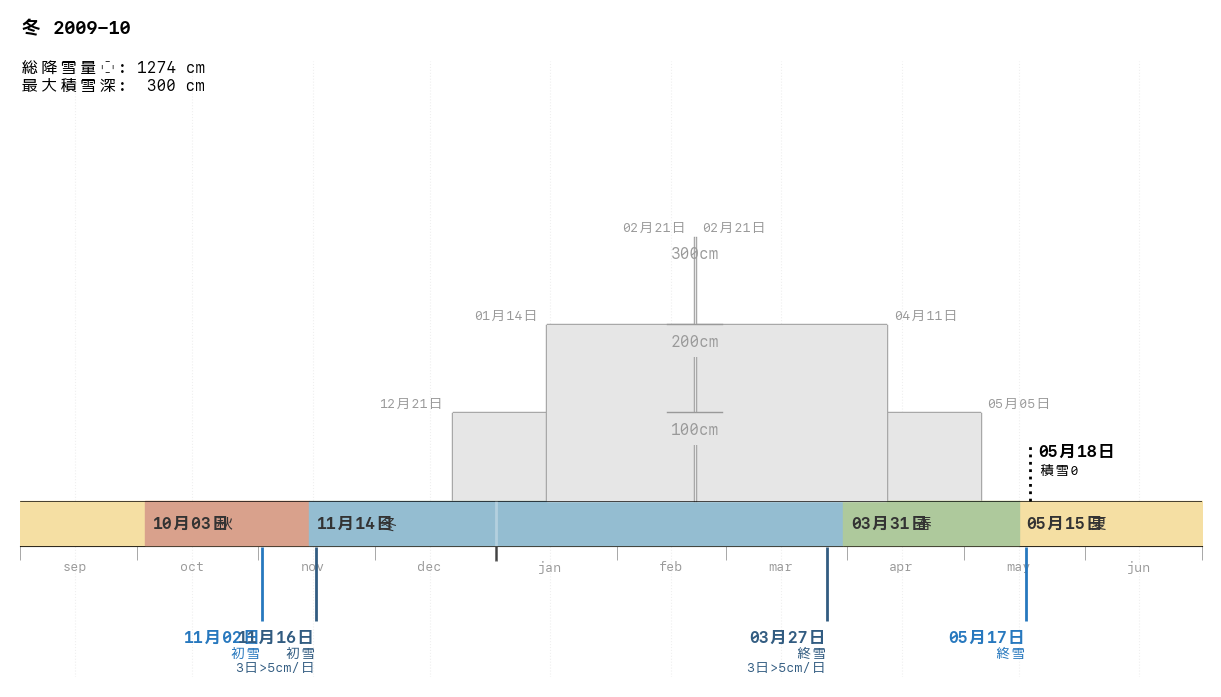 冬 2009-10
総降雪量: 1274 cm
最大積雪深: 300 cm
02月21日 02月21日
300cm
01月14日 04月11日
200cm
12月21日 05月05日
100cm
05月18日
積雪0
10月03日 秋 11月14日 冬 03月31日 春 05月15日 夏
sep oct nov dec jan feb mar apr may jun
11月02日 11月16日 03月27日 05月17日
初雪 初雪 終雪 終雪
3日>5cm/日 3日>5cm/日